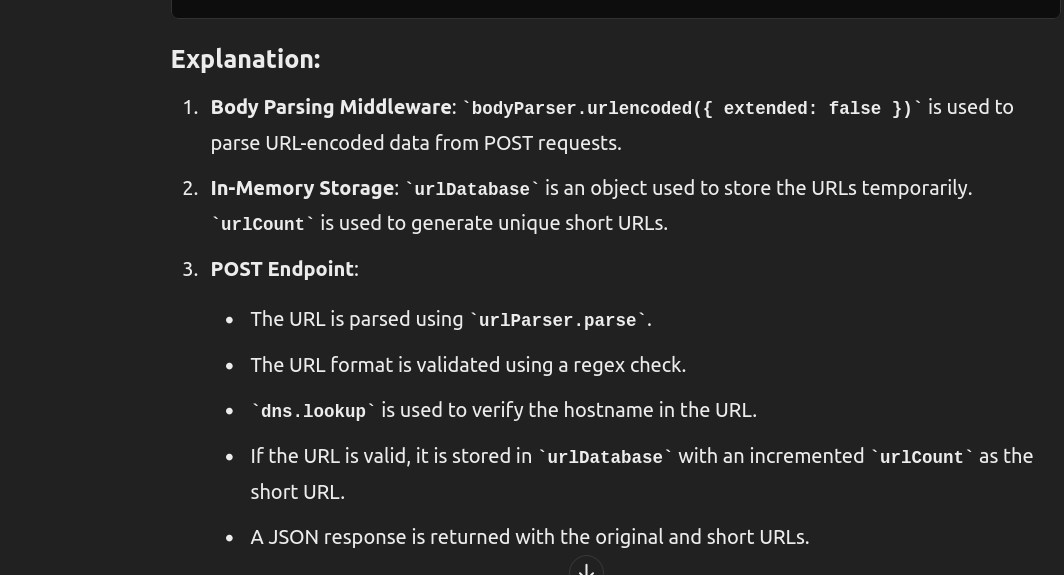 Explanation:
1. Body Parsing Middleware: `bodyParser.urlencoded({ extended: false })` is used to
parse URL-encoded data from POST requests.
2. In-Memory Storage: `urlDatabase` is an object used to store the URLs temporarily.
`urlCount` is used to generate unique short URLs.
3. POST Endpoint:
• The URL is parsed using `urlParser.parse`.
• The URL format is validated using a regex check.
• `dns.lookup` is used to verify the hostname in the URL.
• If the URL is valid, it is stored in `urlDatabase` with an incremented `urlCount` as the
short URL.
• A JSON response is returned with the original and short URLs.